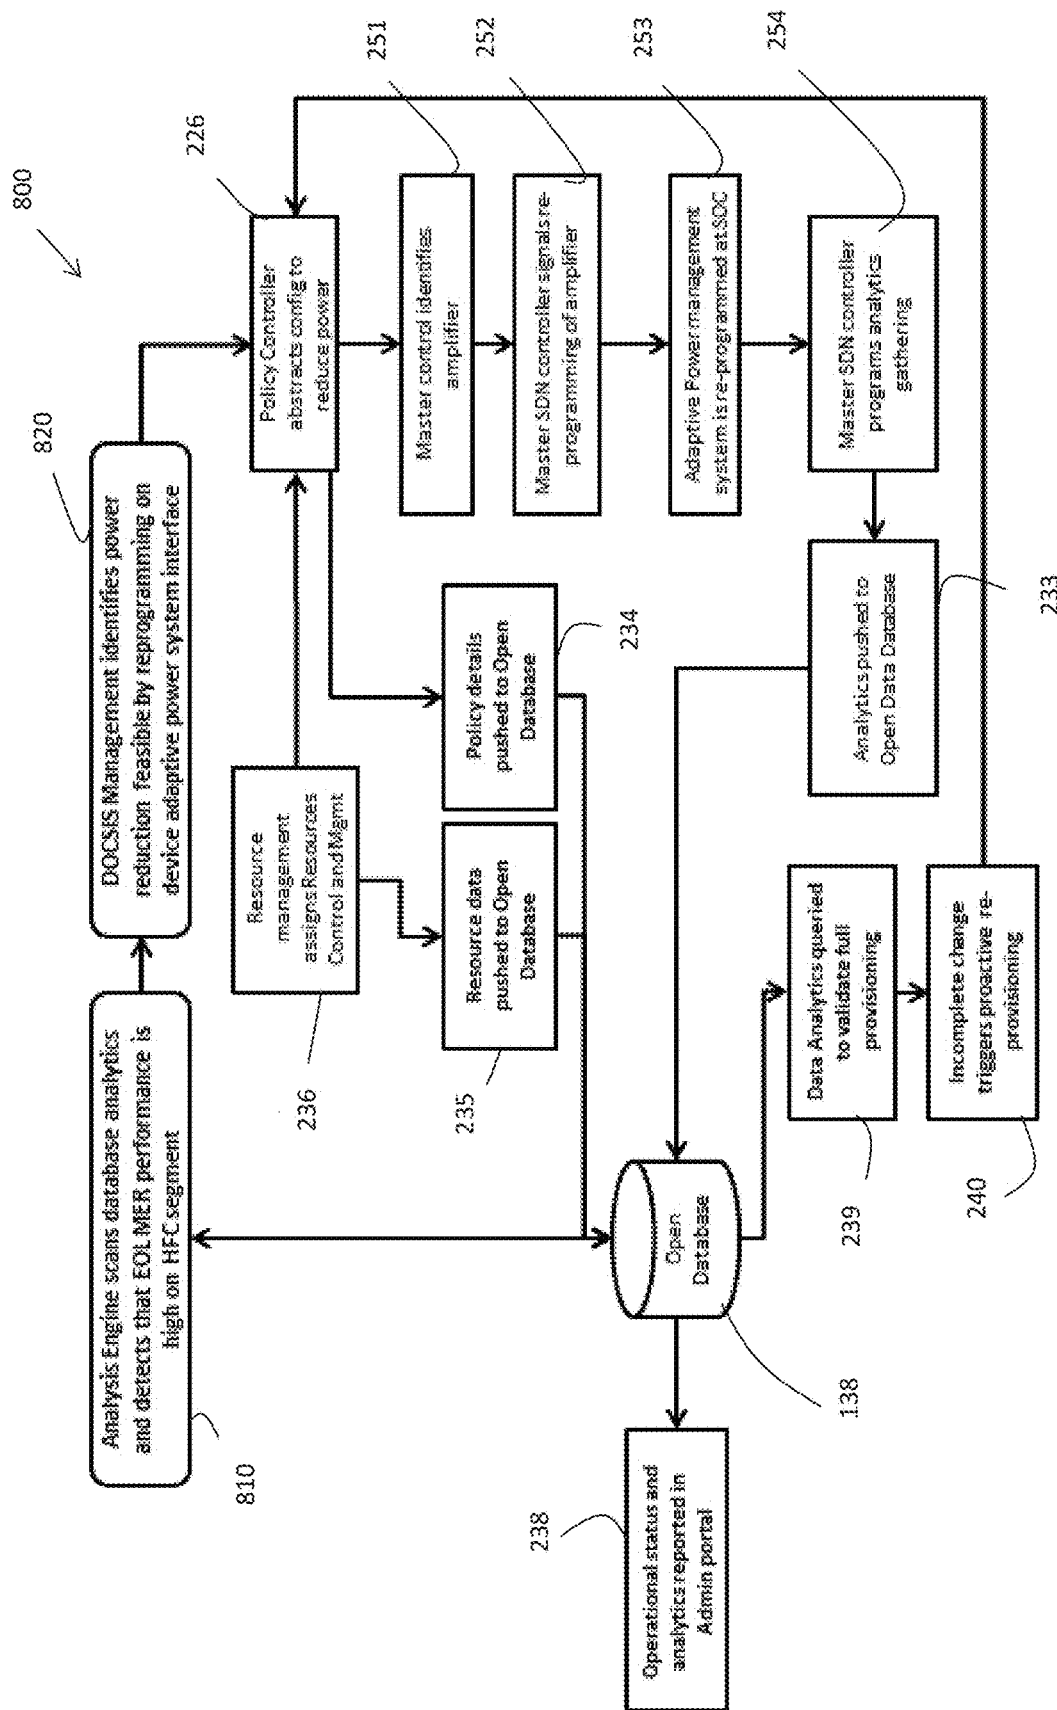 800
Analysis Engine scans database analytics
and detects that EOLMER performance is
high on HFC segment
810
DOCSIS Management identifies power
reduction feasible by reprogramming on
device adaptive power system interface
820
Resource
management
assigns Resources
Control and Mgmt
236
Policy Controller
abstracts config to
reduce power
226
Master control identifies
amplifier
251
Master SDN controller signals re-
programming of amplifier
252
Adaptive Power management
system is re-programmed at SDC
253
Master SDN controller
programs analytics
gathering
254
Resource data
pushed to Open
Database
235
Policy details
pushed to Open
Database
234
Analytics pushed to
Open Data Database
233
Open
Database
138
Operational status and
analytics reported in
Admin portal
238
Data Analytics queried
to validate full
provisioning
239
Incomplete change
triggers proactive re-
provisioning
240